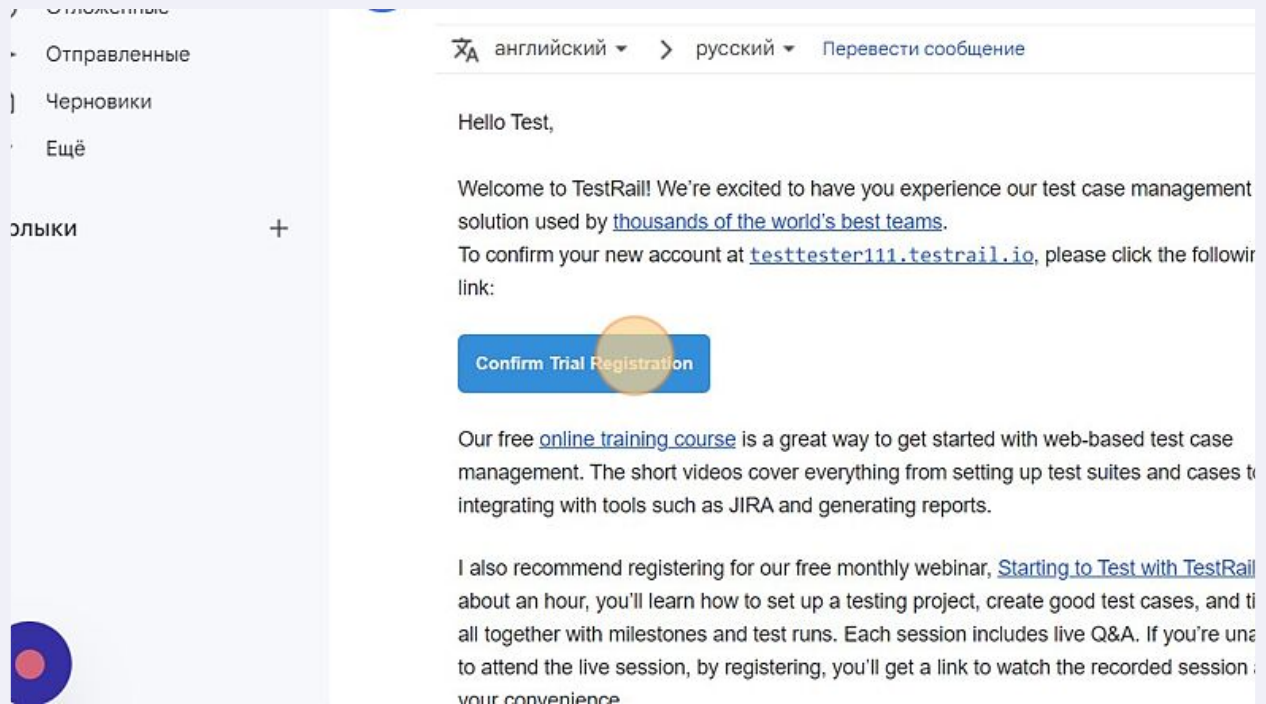 Отложенные
Отправленные
Черновики
Ещё
английский
русский
Перевести сообщение
Hello Test,
Welcome to TestRail! We’re excited to have you experience our test case management
solution used by thousands of the world’s best teams.
To confirm your new account at testtester111.testrail.io, please click the
link:
Confirm Trial Registration
Our free online training course is a great way to get started with web-based test case
management. The short videos cover everything from setting up test suites and cases
integrating with tools such as JIRA and generating reports.
I also recommend registering for our free monthly webinar, Starting to Test with TestRail
about an hour, you’ll learn how to set up a testing project, create good test cases, and
all together with milestones and test runs. Each session includes live Q&A. If you’re
to attend the live session, by registering, you’ll get a link to watch the recorded session
your convenience